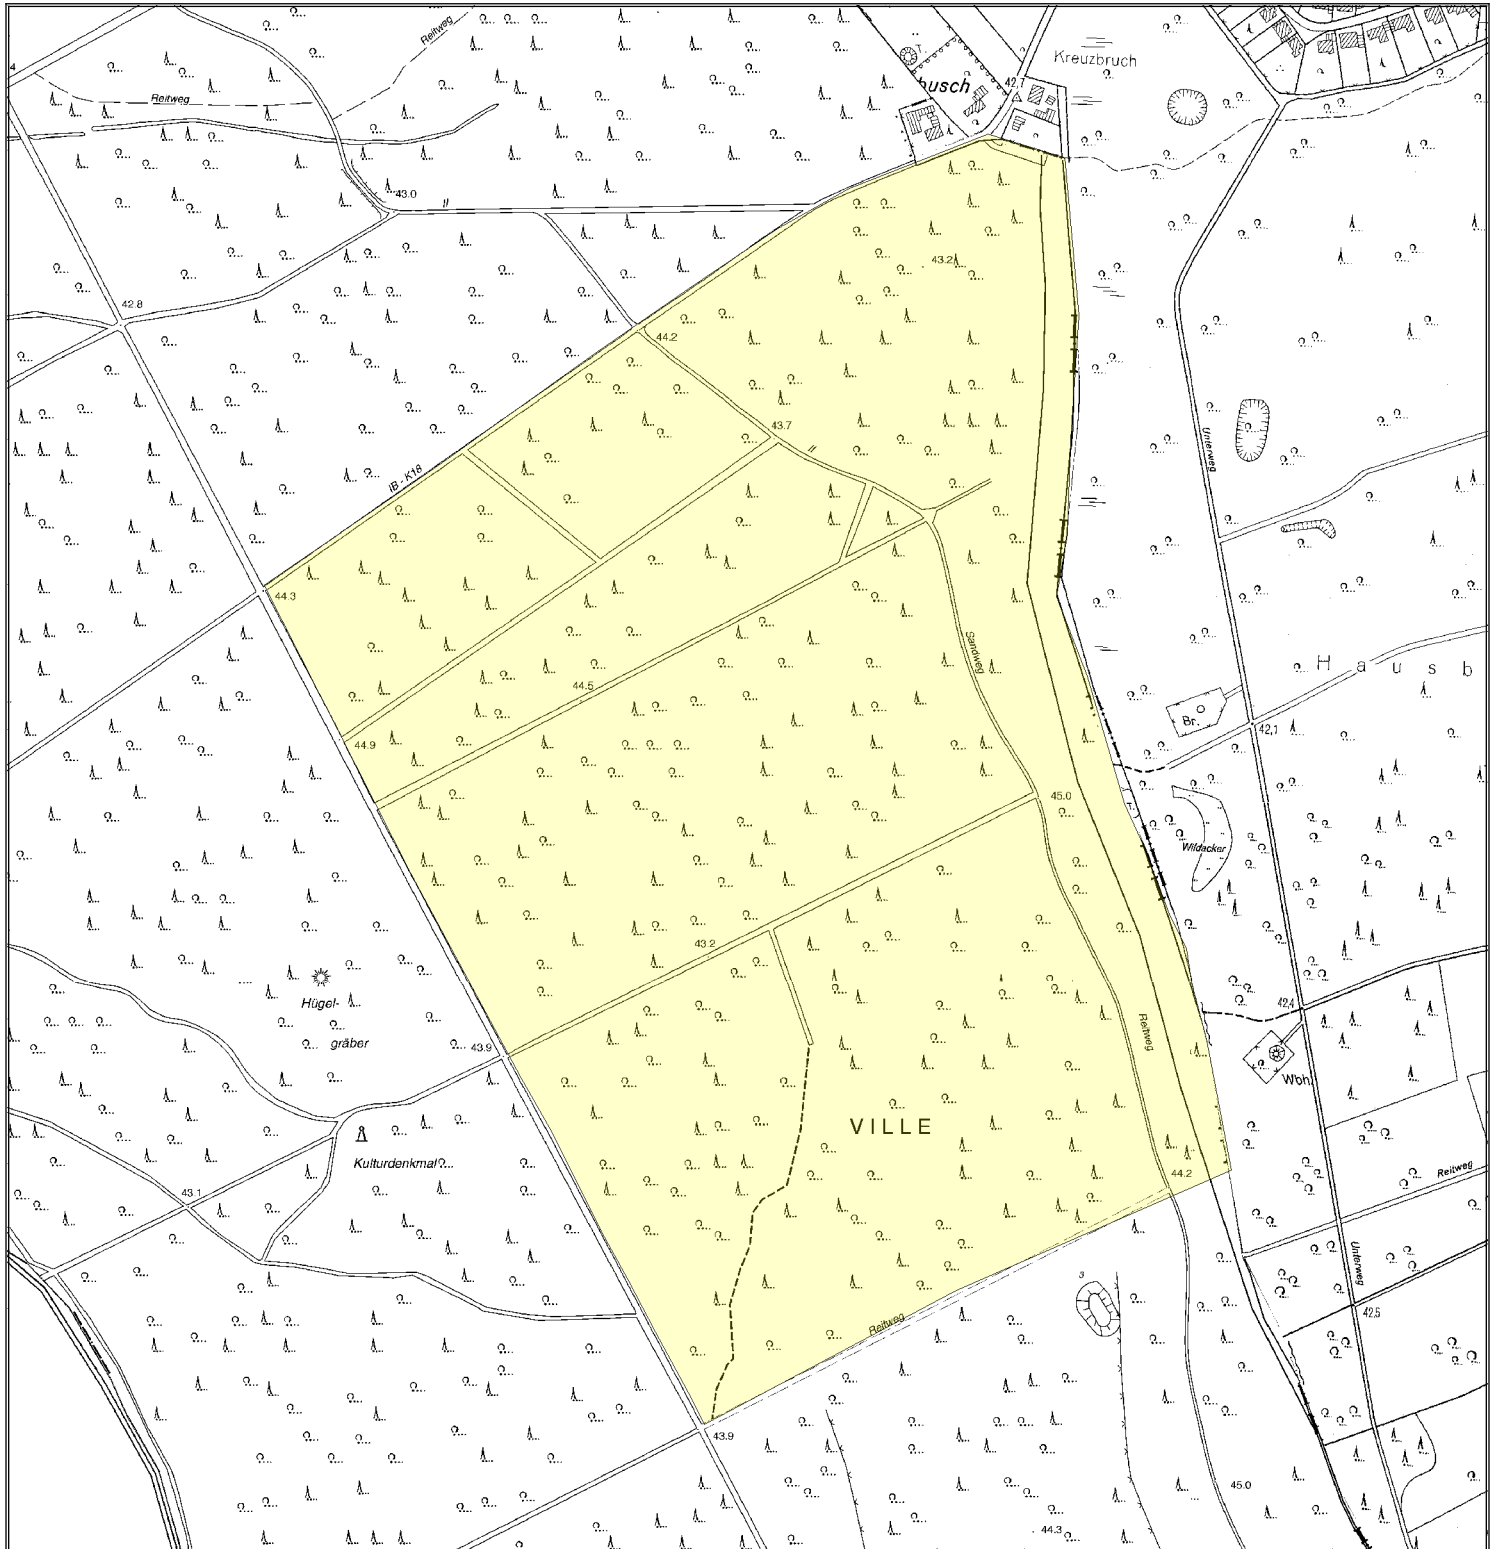 Reitweg
T.
Kreuzbruch
4
42,1
busch
Reitweg
43.0
43.2
42.8
44.2
43.7
IB-K18
Unterweg
44.3
Sandweg
H a u s b
44.5
Br.
42,1
44.9
45.0
Wildacker
43.2
Hügel-
42,4
gräber
43.9
Reitweg
Wbh.
VILLE
Kulturdenkmal
Reitweg
43.1
44.2
Unterweg
3
42,5
Reitweg
43.9
45.0
44.3